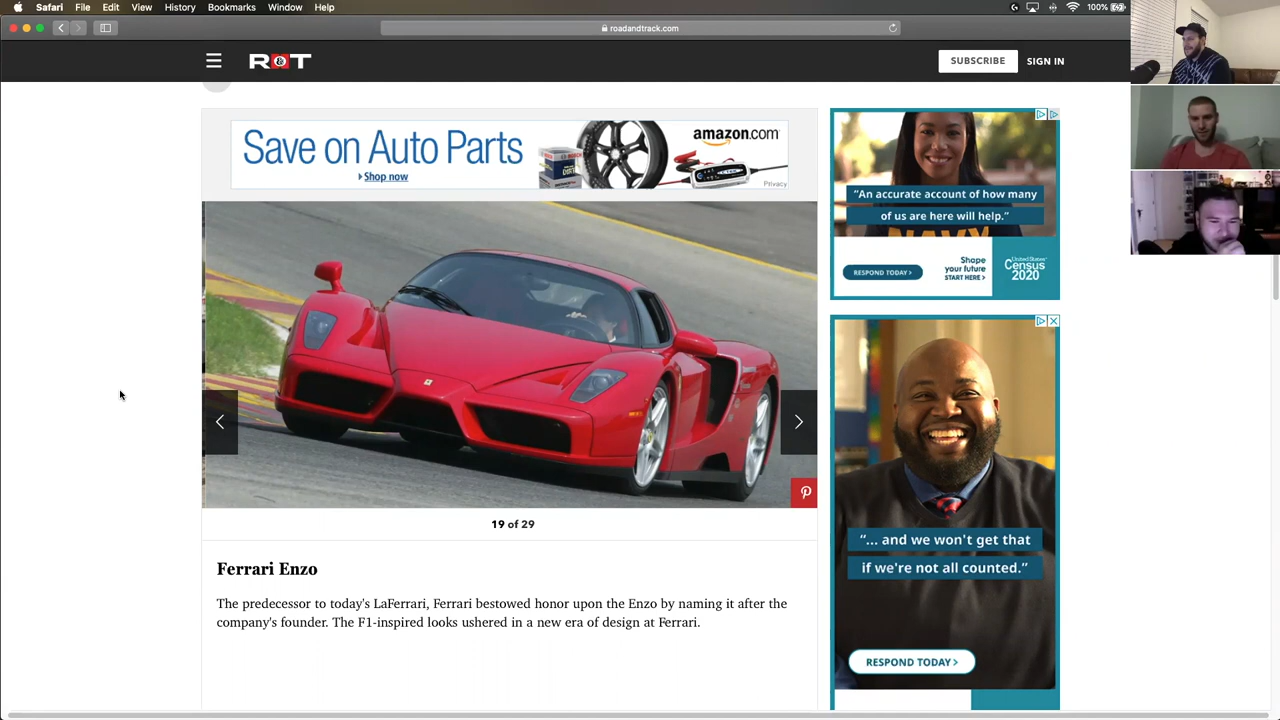 Safari File Edit View History Bookmarks Window Help
100%
roadandtrack.com
R&T
SUBSCRIBE
SIGN IN
Save on Auto Parts
Shop now
amazon.com
Privacy
"An accurate account of how many
of us are here will help."
RESPOND TODAY >
Shape
your future
START HERE >
United States®
Census
2020
19 of 29
Ferrari Enzo
The predecessor to today's LaFerrari, Ferrari bestowed honor upon the Enzo by naming it after the
company's founder. The F1-inspired looks ushered in a new era of design at Ferrari.
"... and we won't get that
if we're not all counted."
RESPOND TODAY >